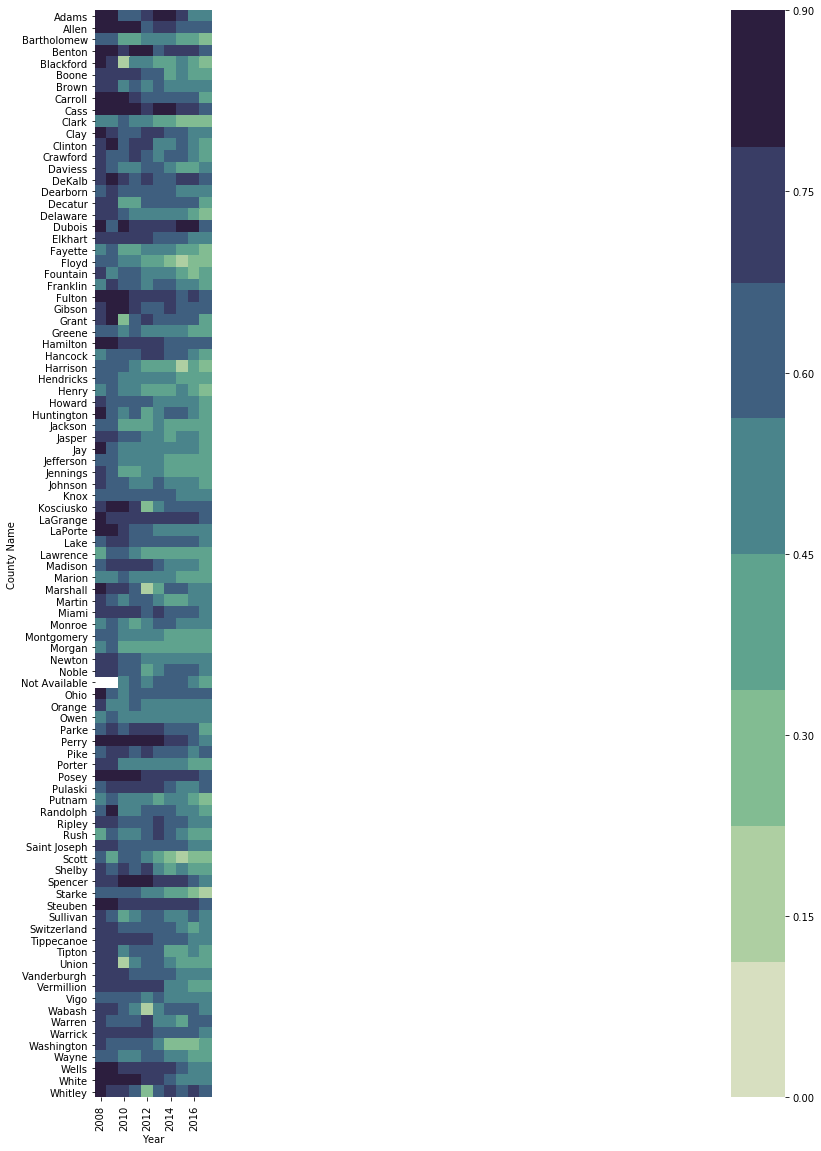 County Name
Adams
Allen
Bartholomew
Benton
Blackford
Boone
Brown
Carroll
Cass
Clark
Clay
Clinton
Crawford
Daviess
DeKalb
Dearborn
Decatur
Delaware
Dubois
Elkhart
Fayette
Floyd
Fountain
Franklin
Fulton
Gibson
Grant
Greene
Hamilton
Hancock
Harrison
Hendricks
Henry
Howard
Huntington
Jackson
Jasper
Jay
Jefferson
Jennings
Johnson
Knox
Kosciusko
LaGrange
LaPorte
Lake
Lawrence
Madison
Marion
Marshall
Martin
Miami
Monroe
Montgomery
Morgan
Newton
Noble
Not Available
Ohio
Orange
Owen
Parke
Perry
Pike
Porter
Posey
Pulaski
Putnam
Randolph
Ripley
Rush
Saint Joseph
Scott
Shelby
Spencer
Starke
Steuben
Sullivan
Switzerland
Tippecanoe
Tipton
Union
Vanderburgh
Vermillion
Vigo
Wabash
Warren
Warrick
Washington
Wayne
Wells
White
Whitley
2008
2010
2012
2014
2016
Year
0.90
0.75
0.60
0.45
0.30
0.15
0.00